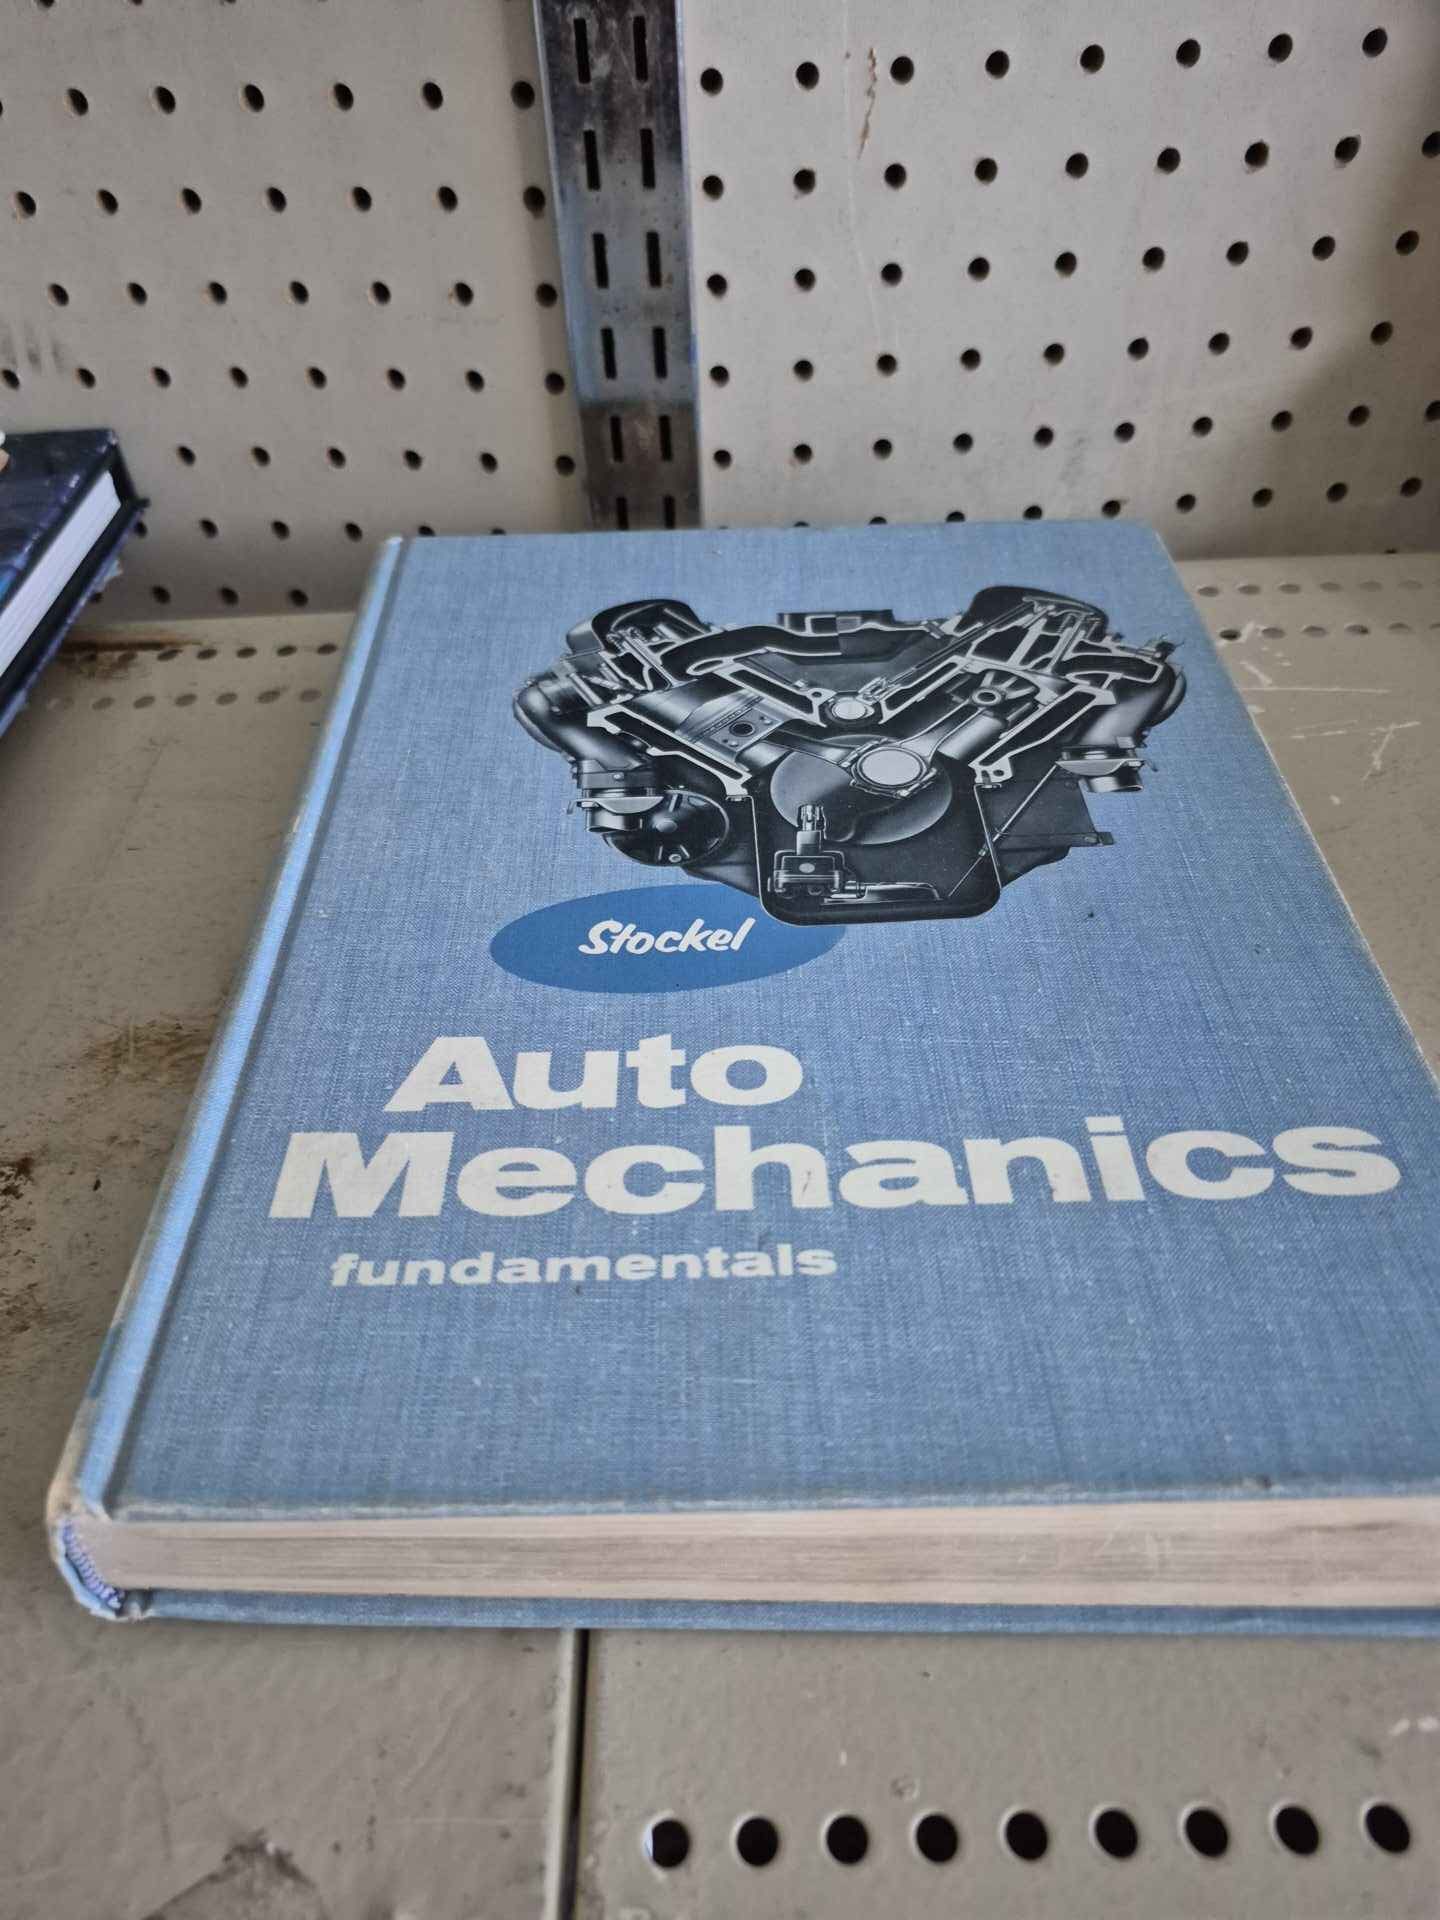 Stockel
Auto
Mechanics
fundamentals